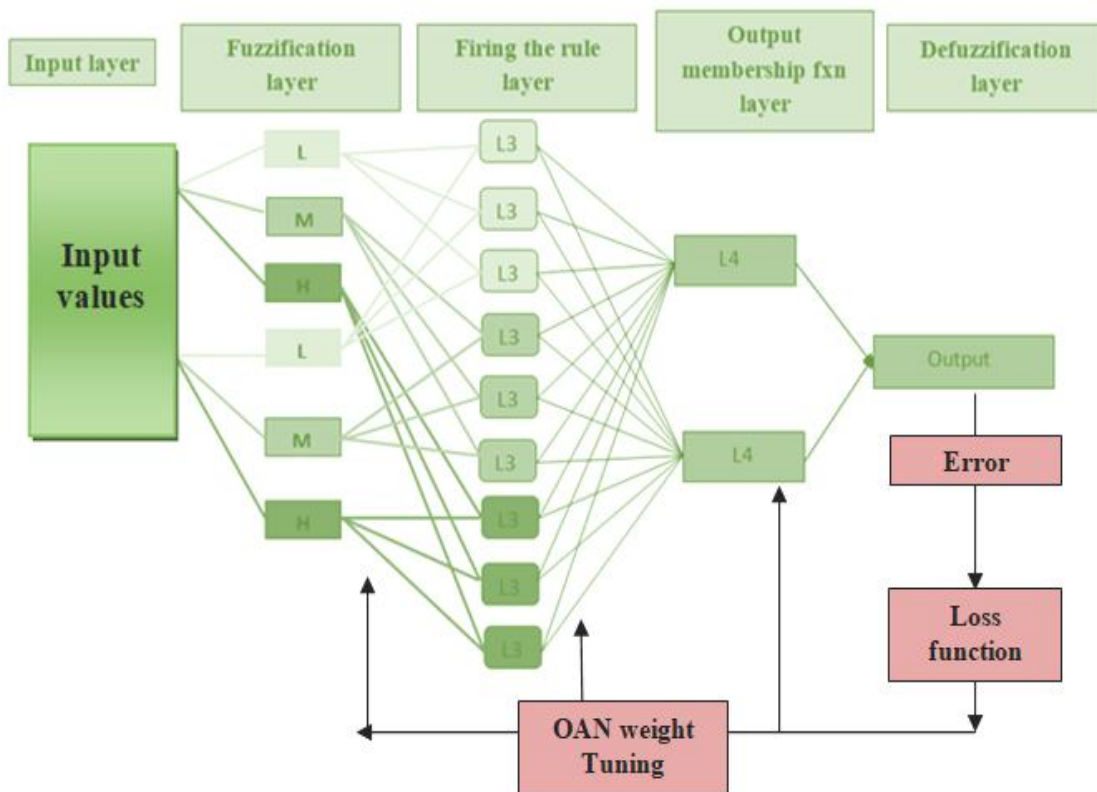 Input layer
Fuzzification
layer
Firing the rule
layer
Output
membership fxn
layer
Defuzzification
layer
Input
values
L
M
H
L
M
H
L3
L3
L3
L3
L3
L3
L3
L3
L3
L4
L4
Output
Error
Loss
function
OAN weight
Tuning